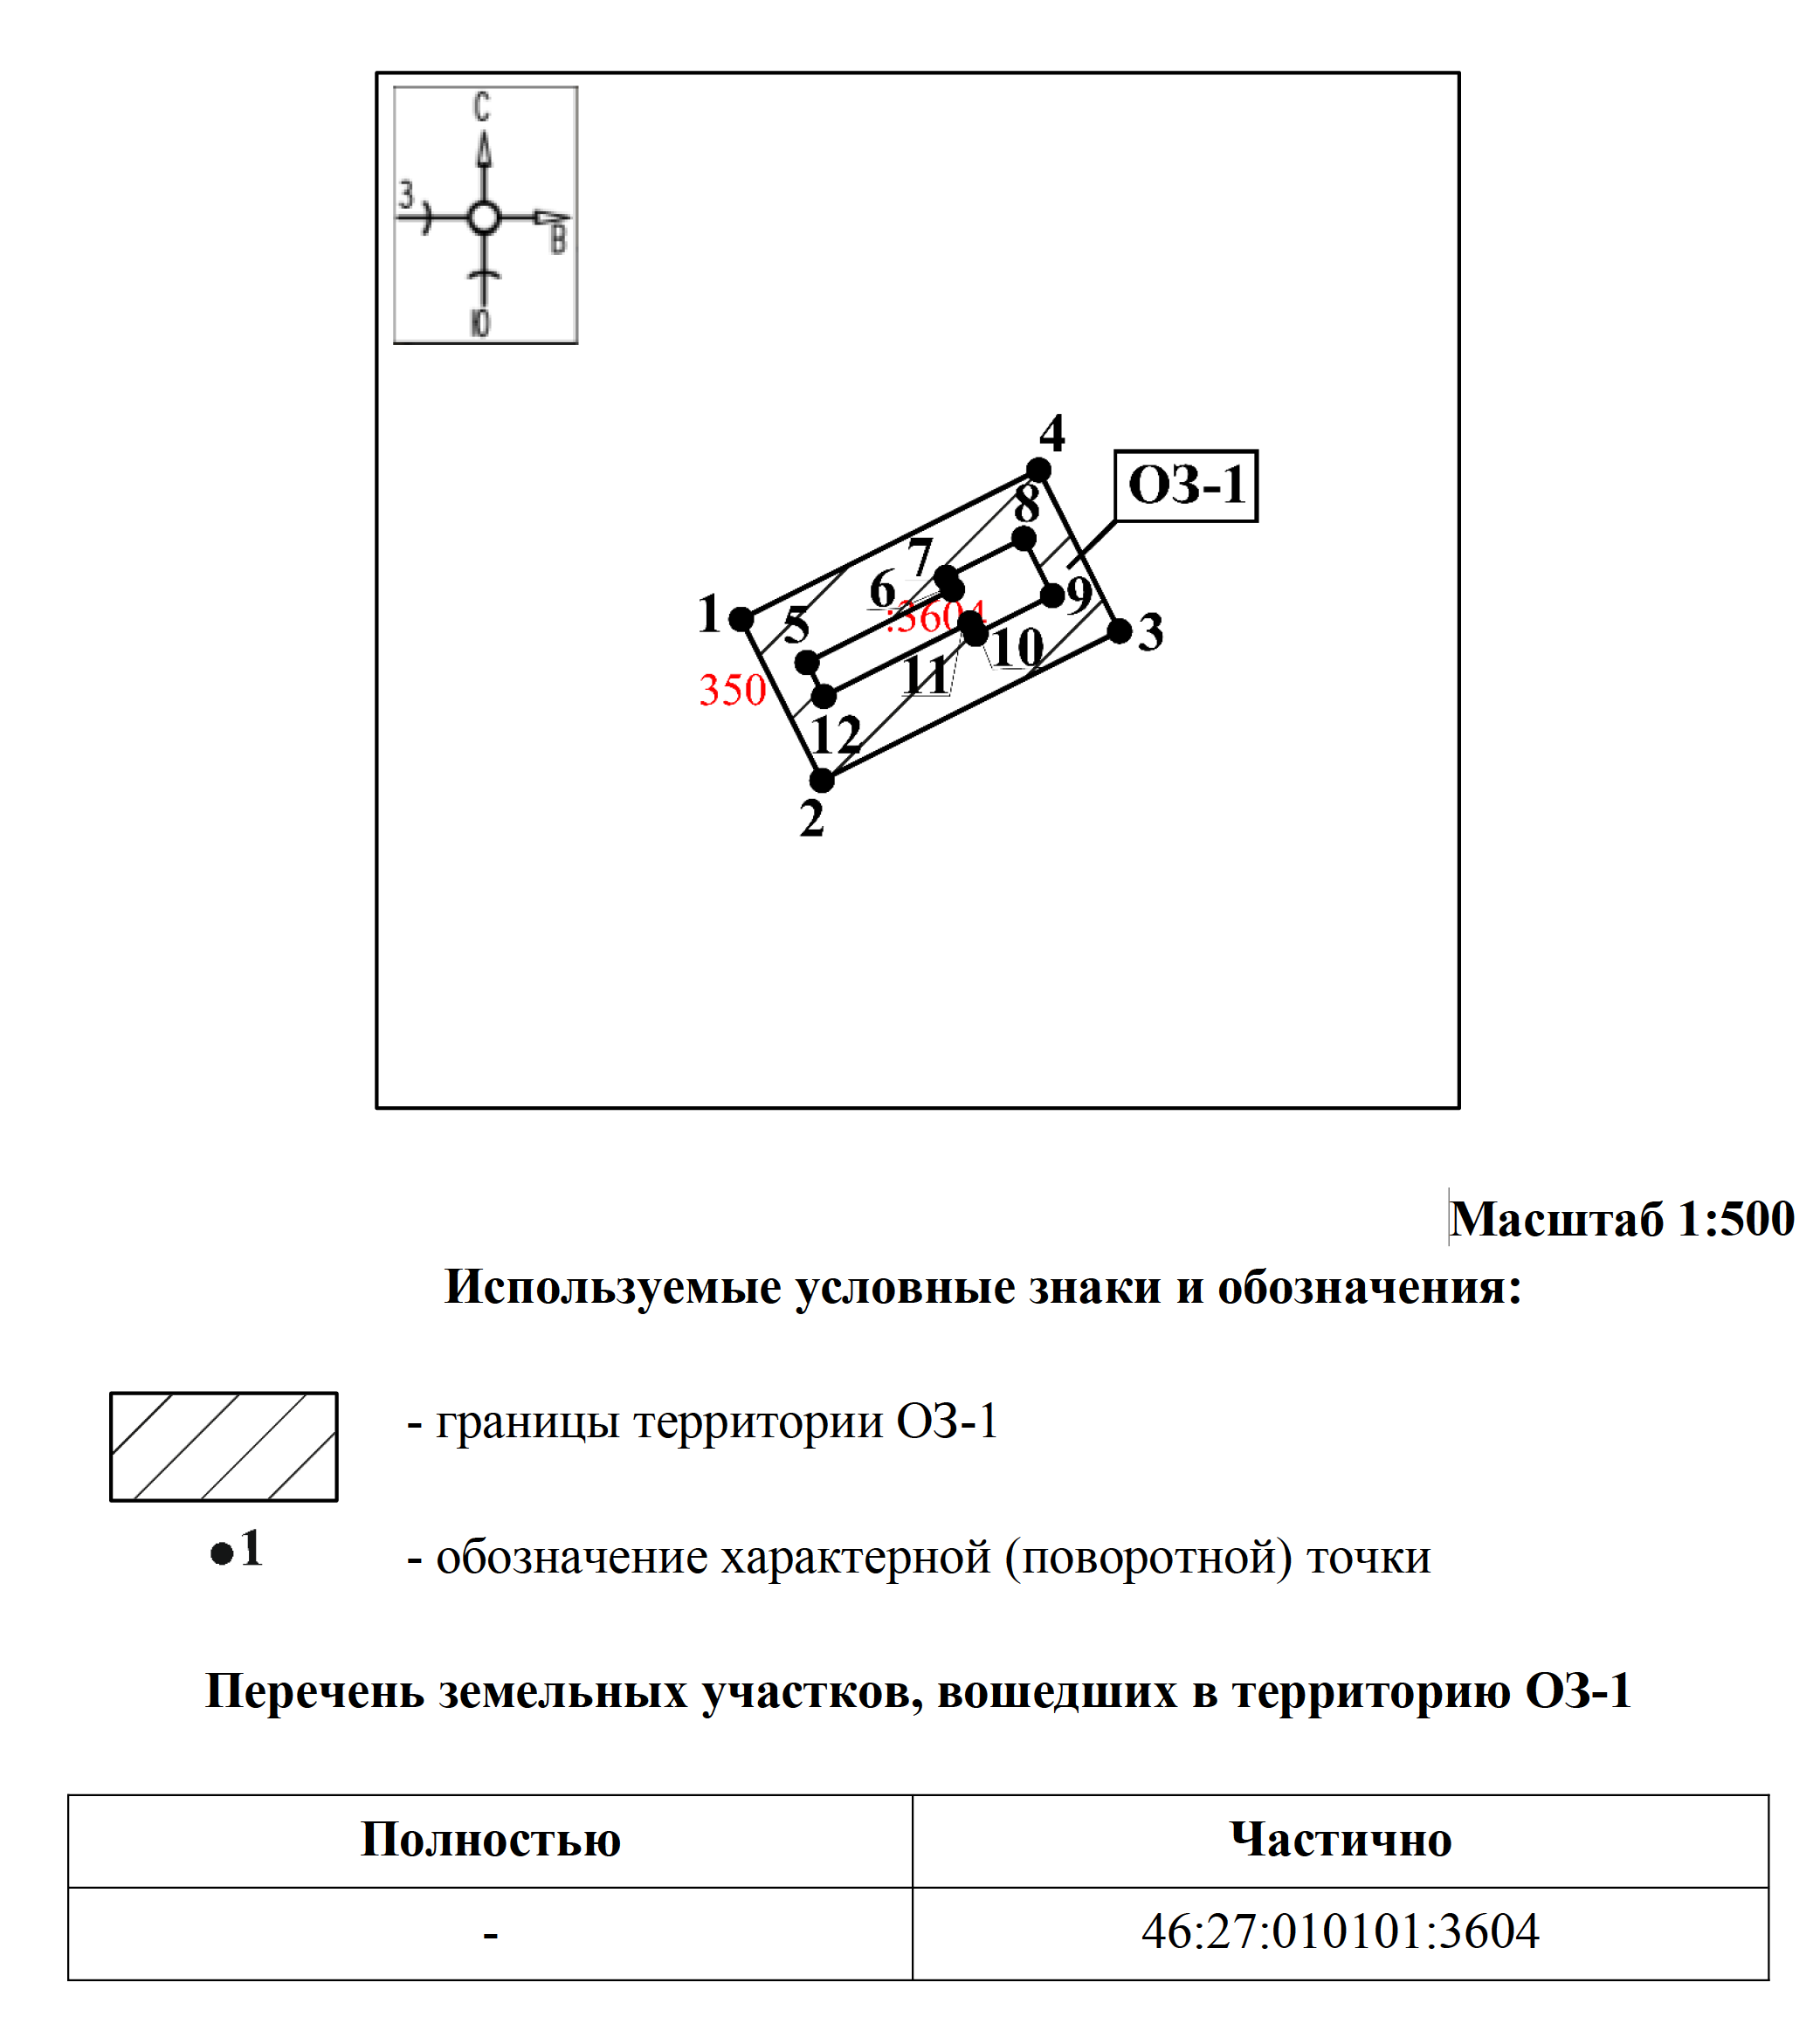 С
З
В
Ю
4
ОЗ-1
8
7
6
9
1
5
:3604
3
10
11
350
12
2
Масштаб 1:500
Используемые условные знаки и обозначения:
- границы территории ОЗ-1
1
- обозначение характерной (поворотной) точки
Перечень земельных участков, вошедших в территорию ОЗ-1
Полностью
Частично
-
46:27:010101:3604